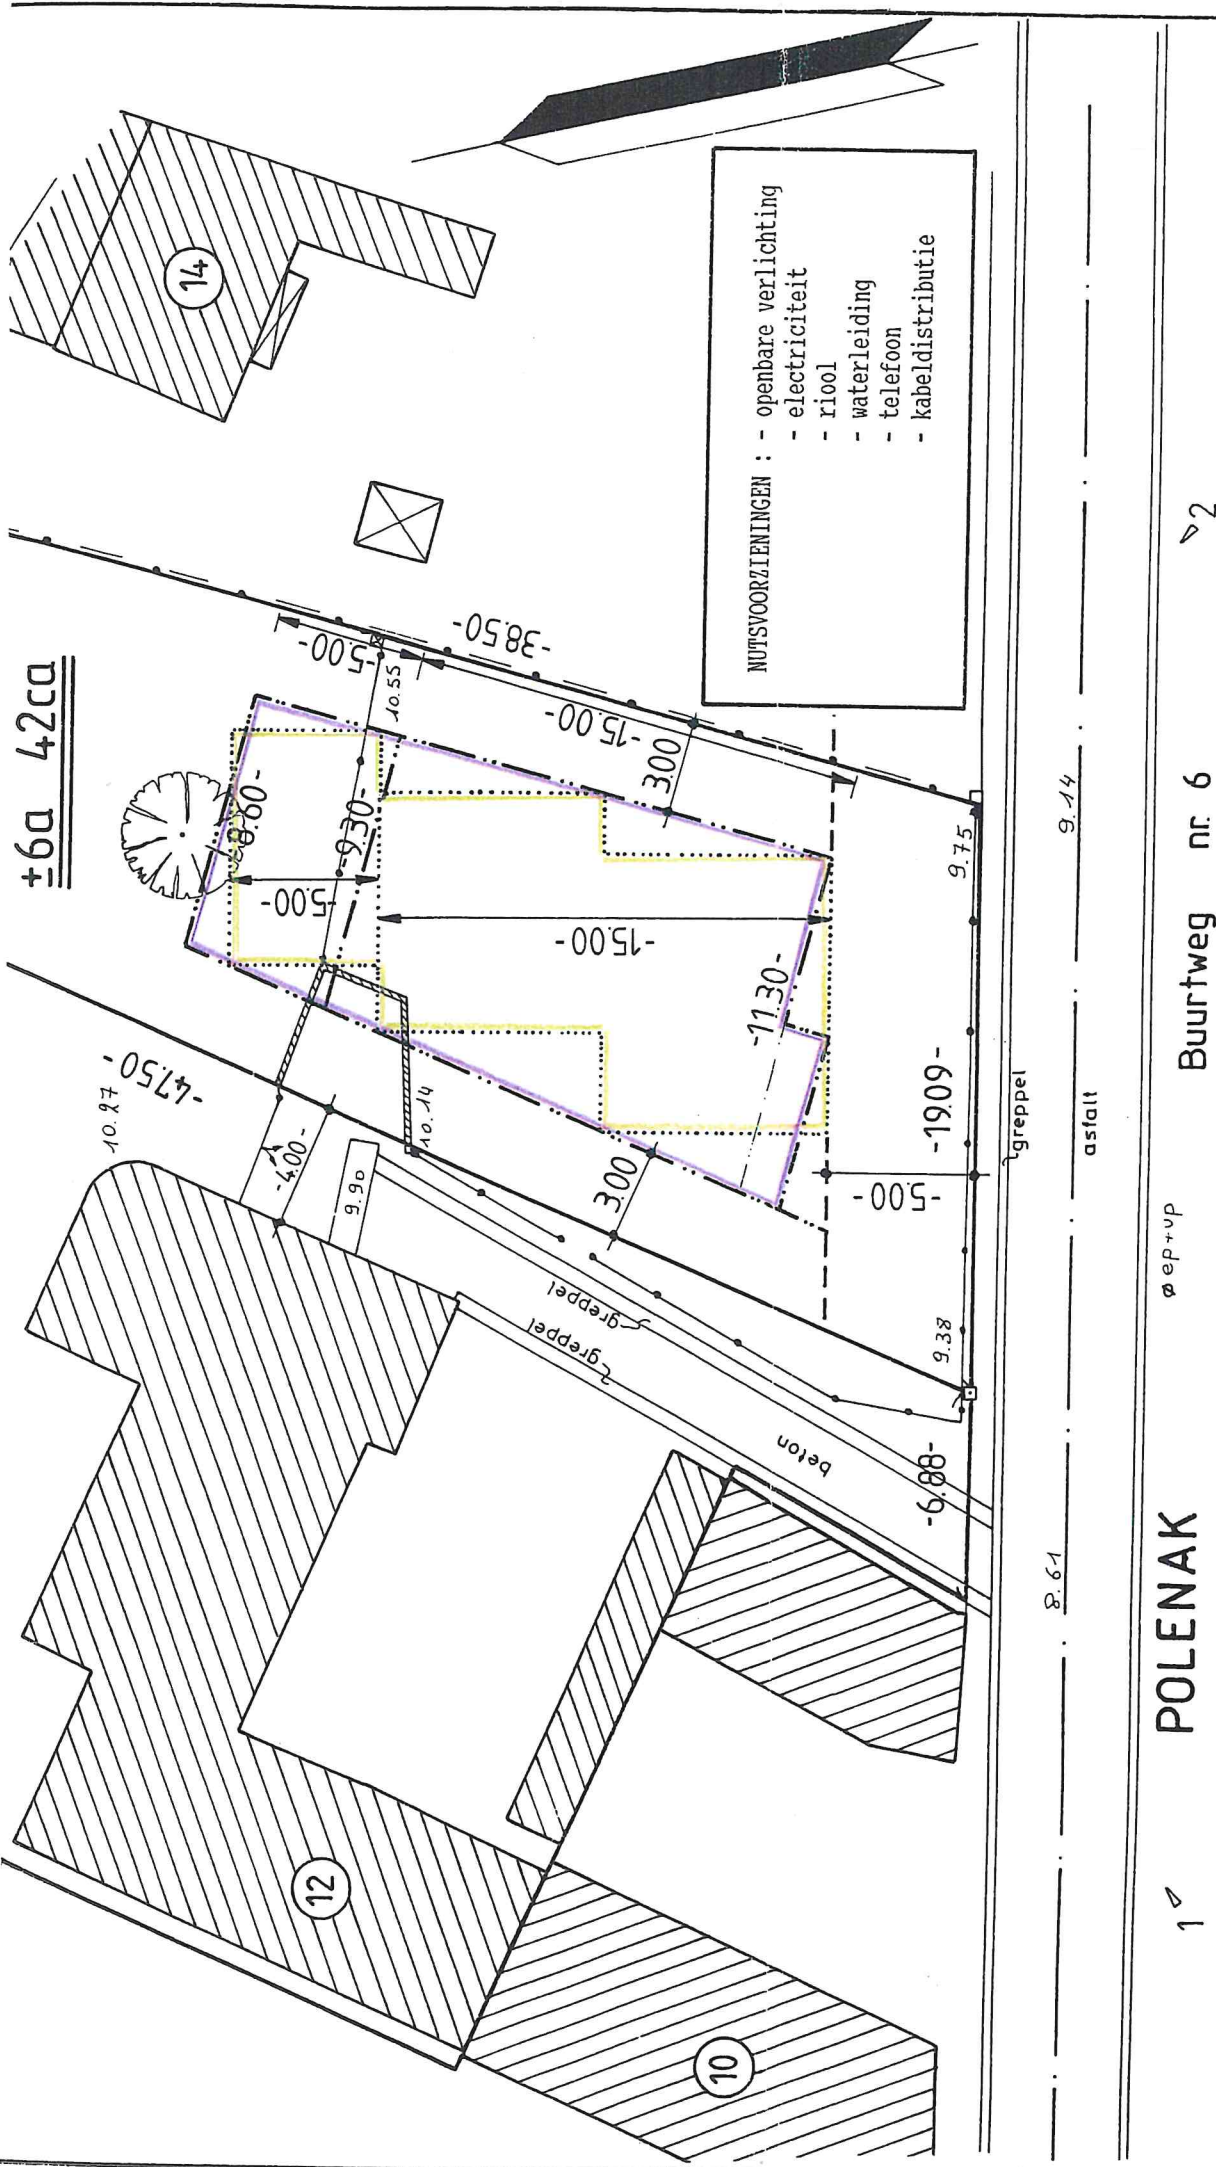 ±6a 42ca
14
-47.50-
10.27
-8.60-
-5.00-
-9.30-
10.55
-5.00-
-38.50-
-4.00-
9.90
10.14
-15.00-
-15.00-
3.00
3.00
-11.30-
NUTSVOORZIENINGEN : - openbare verlichting
- electriciteit
- riool
- waterleiding
- telefoon
- kabeldistributie
12
10
greppel
greppel
beton
-5.00-
-19.09-
9.75
9.38
-6.88-
greppel
asfalt
9.14
8.61
ep+vp
1
POLENAK
Buurtweg nr. 6
2